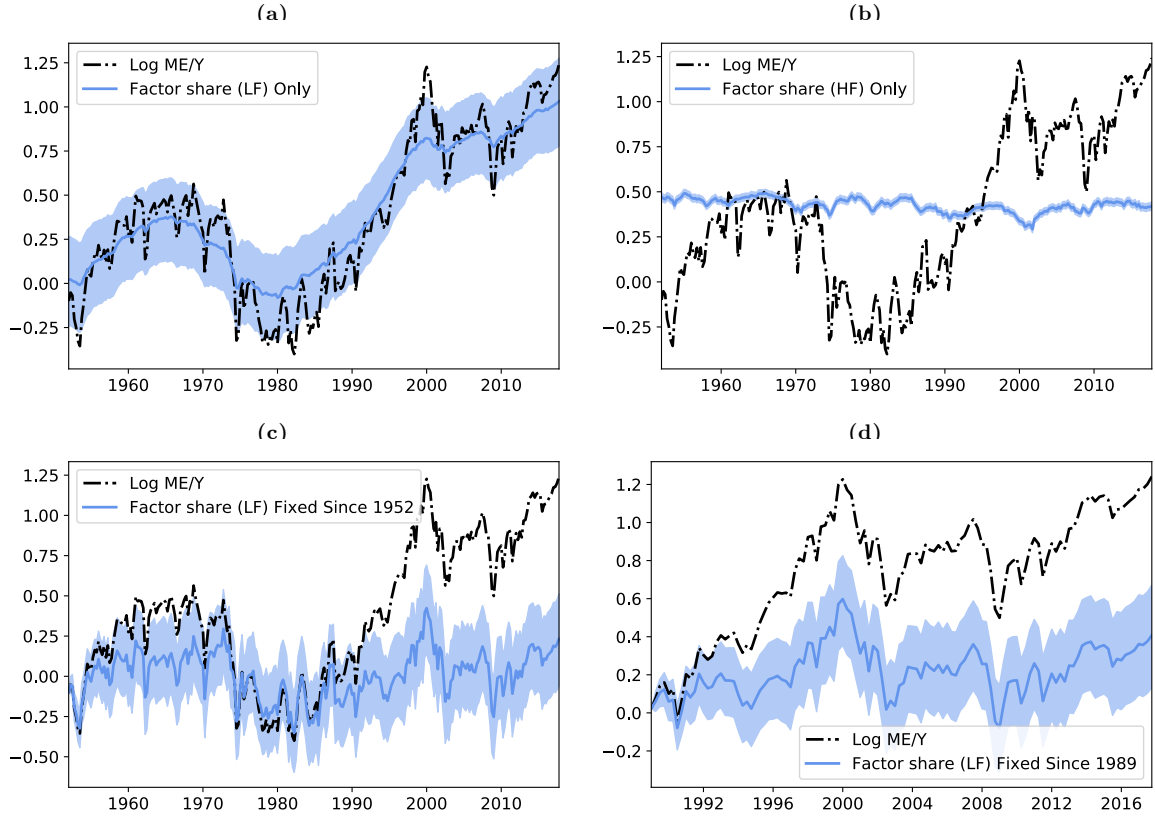 (a)
(b)
Log ME/Y
Factor share (LF) Only
1.25
1.00
0.75
0.50
0.25
0.00
−0.25
1960 1970 1980 1990 2000 2010
Log ME/Y
Factor share (HF) Only
1.25
1.00
0.75
0.50
0.25
0.00
−0.25
1960 1970 1980 1990 2000 2010
(c)
(d)
Log ME/Y
Factor share (LF) Fixed Since 1952
1.25
1.00
0.75
0.50
0.25
0.00
−0.25
−0.50
1960 1970 1980 1990 2000 2010
1.2
1.0
0.8
0.6
0.4
0.2
0.0
−0.2
Log ME/Y
Factor share (LF) Fixed Since 1989
1992 1996 2000 2004 2008 2012 2016